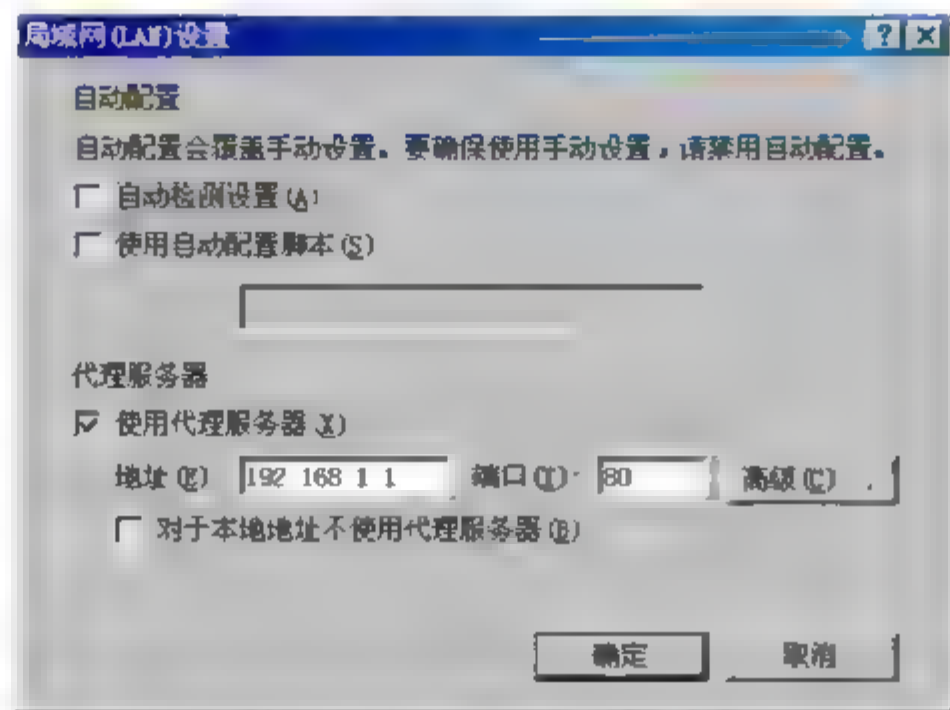 局域网(LAN)设置
自动配置
自动配置会覆盖手动设置。要确保使用手动设置,请禁用自动配置。
自动检测设置(A)
使用自动配置脚本(S)
代理服务器
使用代理服务器(X)
地址(E) 192 168 1 1 端口(T): 80 高级(C)
对于本地地址不使用代理服务器(B)
确定 取消